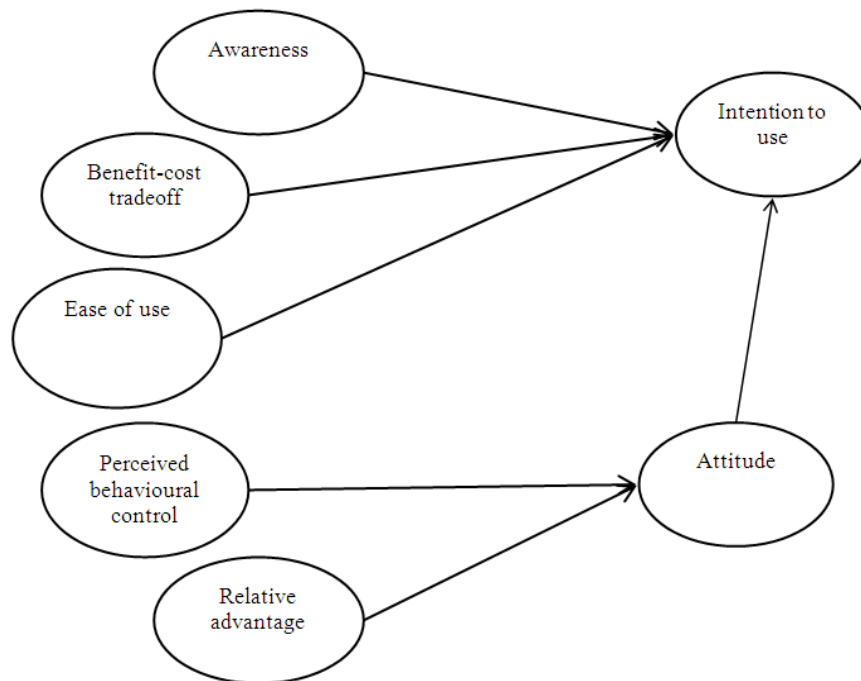 Awareness
Intention to
use
Benefit-cost
tradeoff
Ease of use
Perceived
behavioural
control
Attitude
Relative
advantage